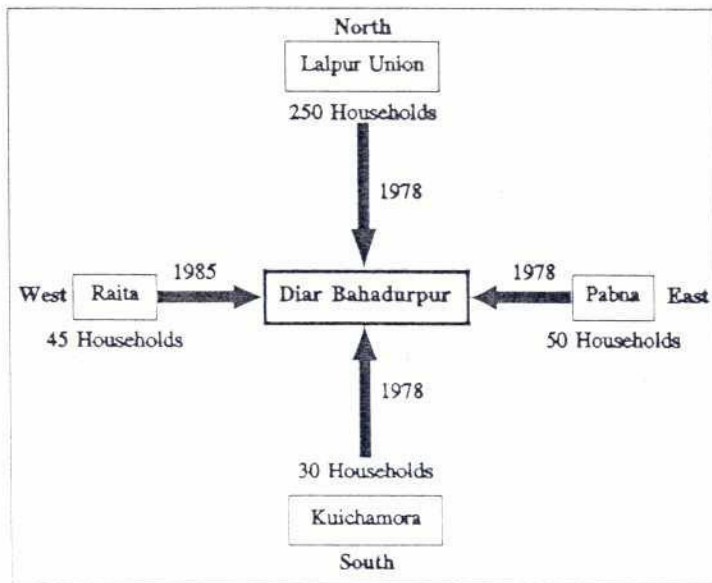 North
Lalpur Union
250 Households
1978
1985
1978
West
Raita
Diar Bahadurpur
Pabna
East
45 Households
50 Households
1978
30 Households
Kuichamora
South